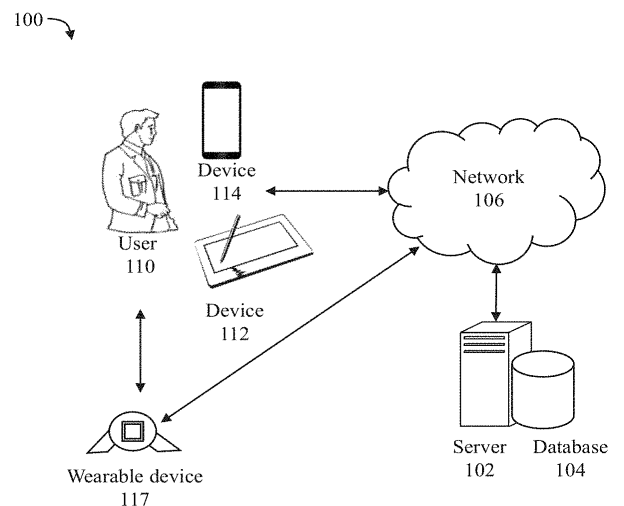 100
Device
114
Network
106
User
110
Device
112
Server
102
Database
104
Wearable device
117